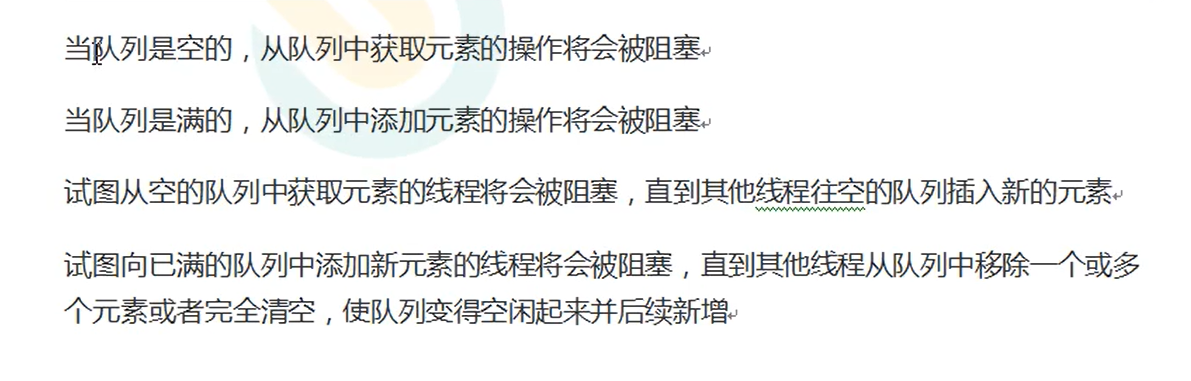 当队列是空的，从队列中获取元素的操作将会被阻塞
当队列是满的，从队列中添加元素的操作将会被阻塞
试图从空的队列中获取元素的线程将会被阻塞，直到其他线程往空的队列插入新的元素
试图向已满的队列中添加新元素的线程将会被阻塞，直到其他线程从队列中移除一个或多
个元素或者完全清空，使队列变得空闲起来并后续新增